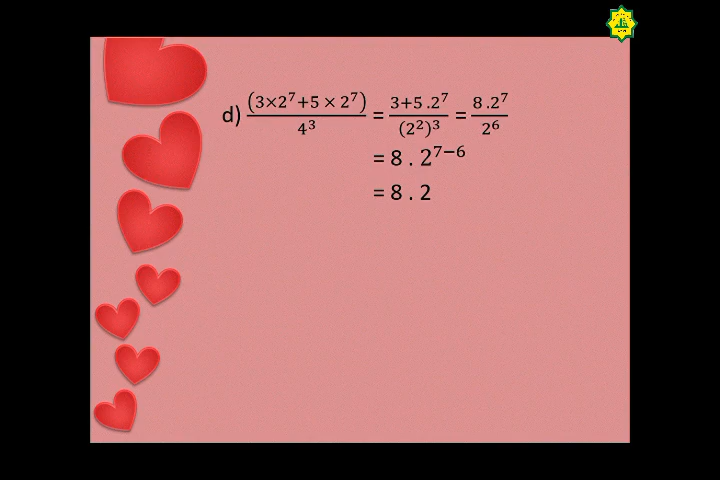 d) (3×2⁷+5 × 2⁷)/4³ = 3+5 .2⁷/(2²)³ = 8 .2⁷/2⁶
= 8 . 2⁷⁻⁶
= 8 . 2